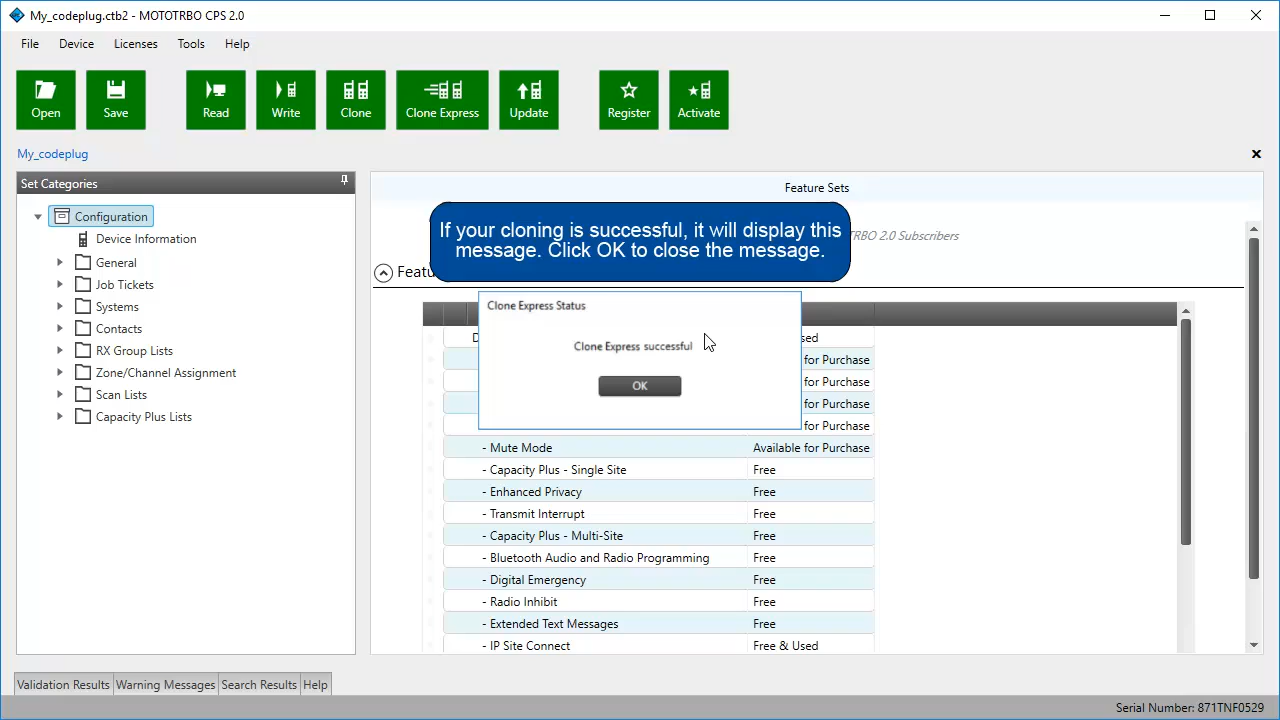 My_codeplug.ctb2 - MOTOTRBO CPS 2.0
File Device Licenses Tools Help
Open Save Read Write Clone Clone Express Update Register Activate
My_codeplug
Set Categories
Configuration
Device Information
General
Job Tickets
Systems
Contacts
RX Group Lists
Zone/Channel Assignment
Scan Lists
Capacity Plus Lists
Feature Sets
If your cloning is successful, it will display this
message. Click OK to close the message.
2.0 Subscribers
Clone Express Status
Clone Express successful
OK
for Purchase
for Purchase
for Purchase
for Purchase
- Mute Mode Available for Purchase
- Capacity Plus - Single Site Free
- Enhanced Privacy Free
- Transmit Interrupt Free
- Capacity Plus - Multi-Site Free
- Bluetooth Audio and Radio Programming Free
- Digital Emergency Free
- Radio Inhibit Free
- Extended Text Messages Free
- IP Site Connect Free & Used
Validation Results Warning Messages Search Results Help
Serial Number: 871TNF0529